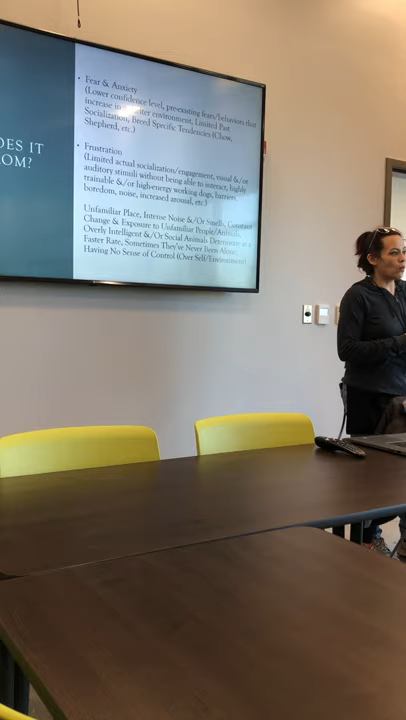 OES IT
ROM?
• Fear & Anxiety
(Lower confidence level, pre-existing fears/behaviors that
increase in shelter environment, Limited Past
Socialization, Breed Specific Tendencies (Chow,
Shepherd, etc.)
• Frustration
(Limited actual socialization/engagement, visual &/or
auditory stimuli without being able to interact, highly
trainable &/or high-energy working dogs, barriers,
boredom, noise, increased arousal, etc.)
Unfamiliar Place, Intense Noise &/Or Smells, Constant
Change & Exposure to Unfamiliar People/Animals,
Overly Intelligent &/Or Social Animals Deteriorate at a
Faster Rate, Sometimes They've Never Been Alone,
Having No Sense of Control (Over Self/Environment)